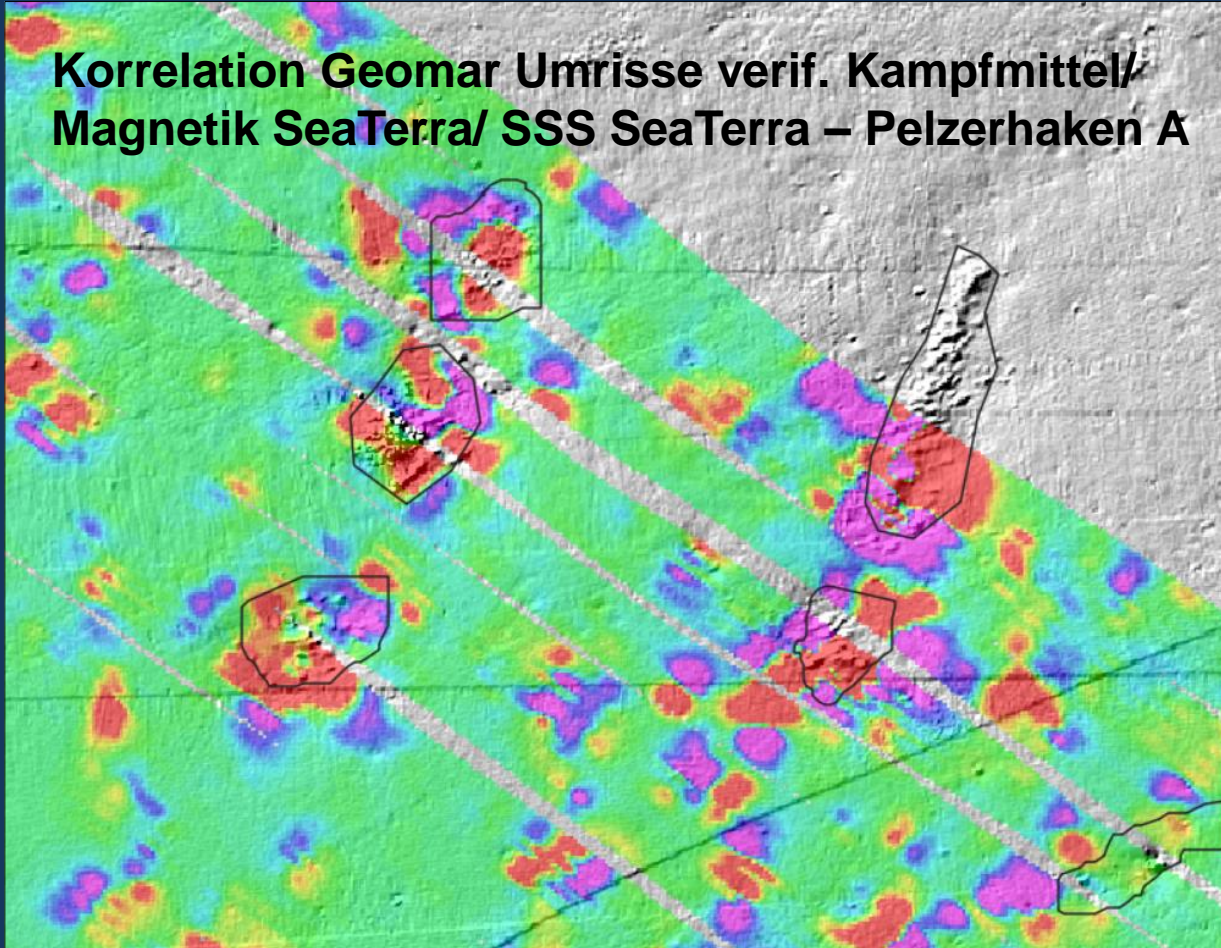 Korrelation Geomar Umrisse verif. Kampfmittel/
Magnetik SeaTerra/ SSS SeaTerra – Pelzerhaken A